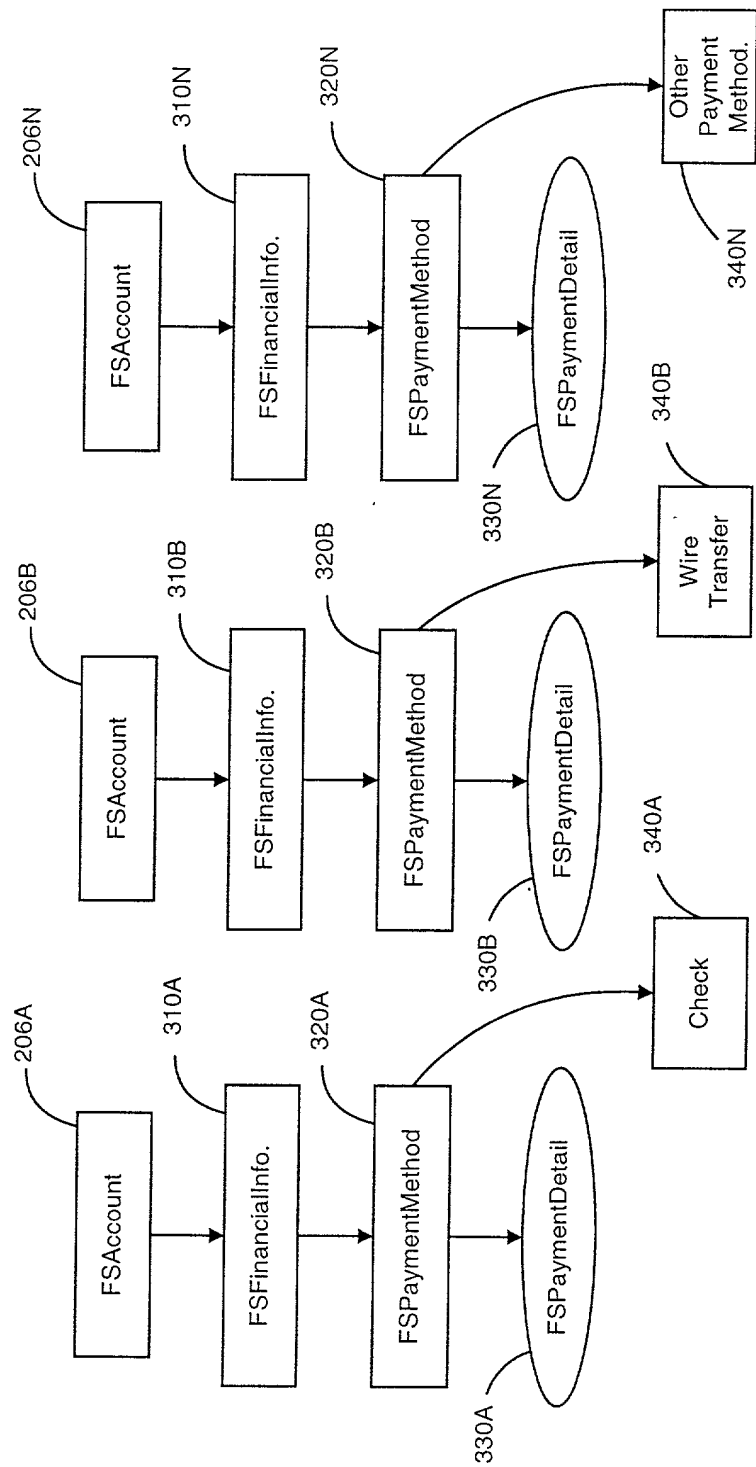 206A
FSAccount
310A
FSFinancialInfo.
320A
FSPaymentMethod
330A
FSPaymentDetail
340A
Check
206B
FSAccount
310B
FSFinancialInfo.
320B
FSPaymentMethod
330B
FSPaymentDetail
340B
Wire
Transfer
206N
FSAccount
310N
FSFinancialInfo.
320N
FSPaymentMethod
330N
FSPaymentDetail
340N
Other
Payment
Method.